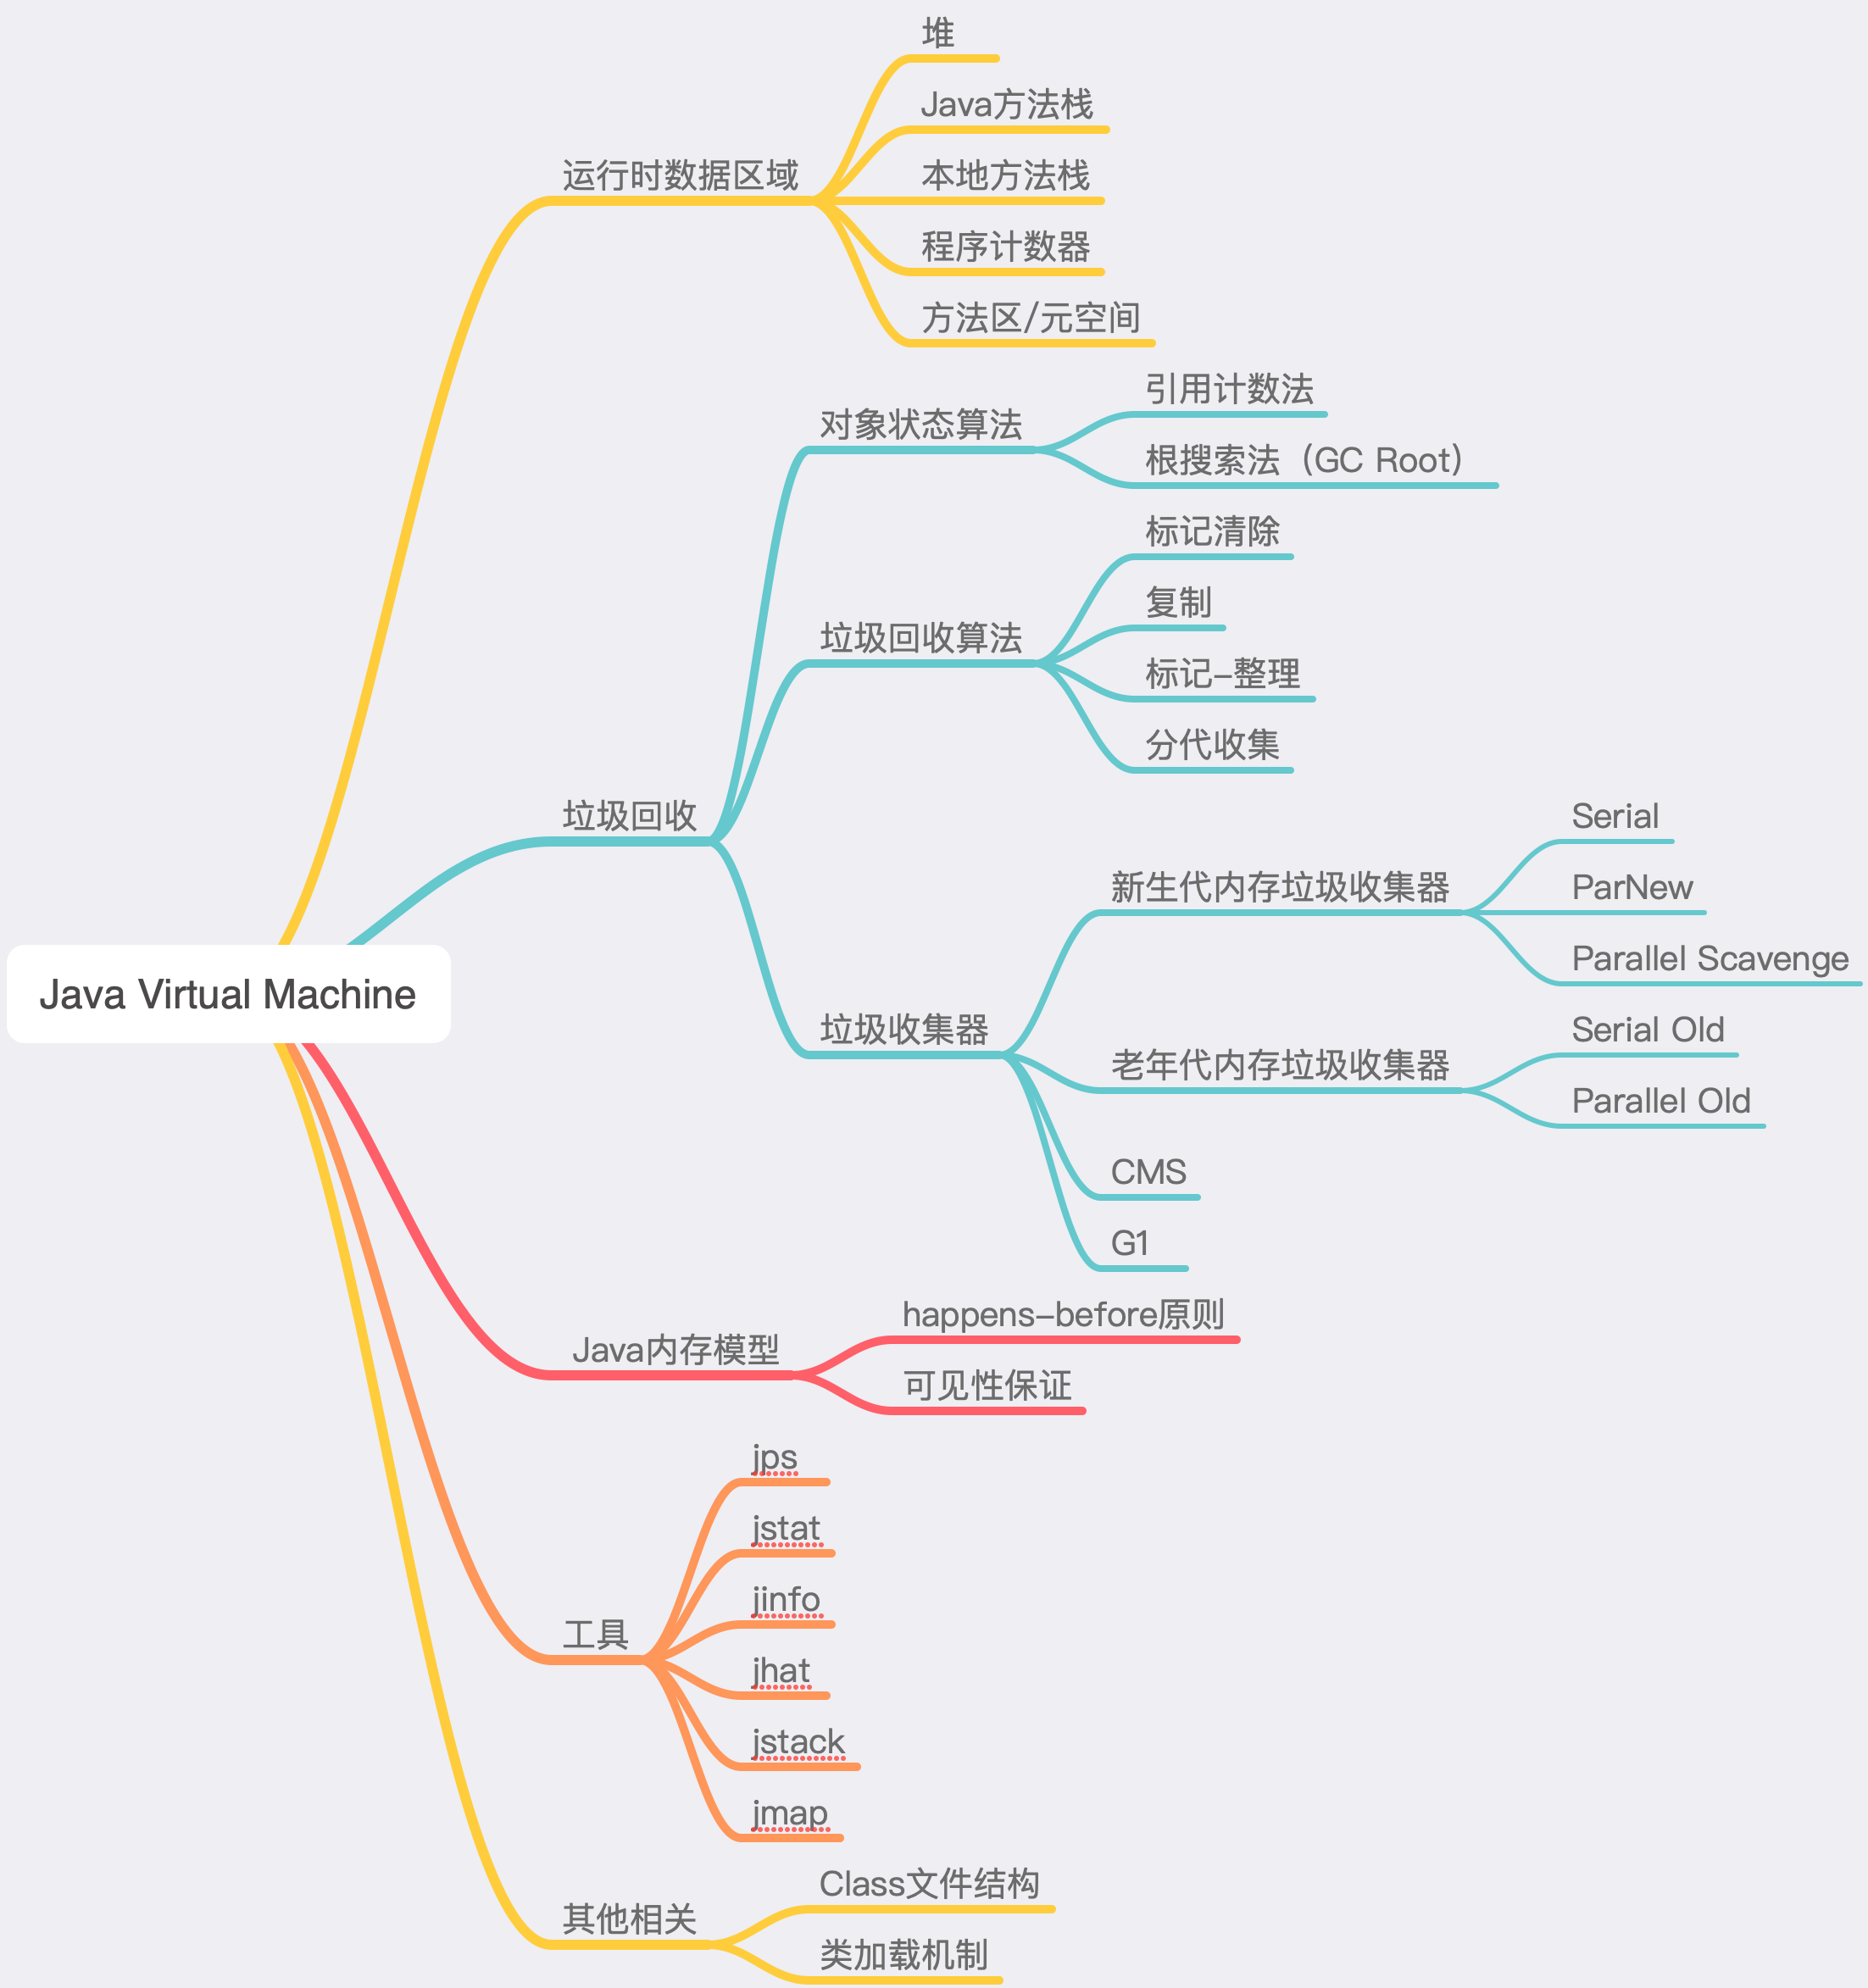 Java Virtual Machine
运行时数据区域
堆
Java方法栈
本地方法栈
程序计数器
方法区/元空间
垃圾回收
对象状态算法
引用计数法
根搜索法（GC Root）
垃圾回收算法
标记清除
复制
标记-整理
分代收集
垃圾收集器
新生代内存垃圾收集器
Serial
ParNew
Parallel Scavenge
老年代内存垃圾收集器
Serial Old
Parallel Old
CMS
G1
Java内存模型
happens-before原则
可见性保证
工具
jps
jstat
jinfo
jhat
jstack
jmap
其他相关
Class文件结构
类加载机制